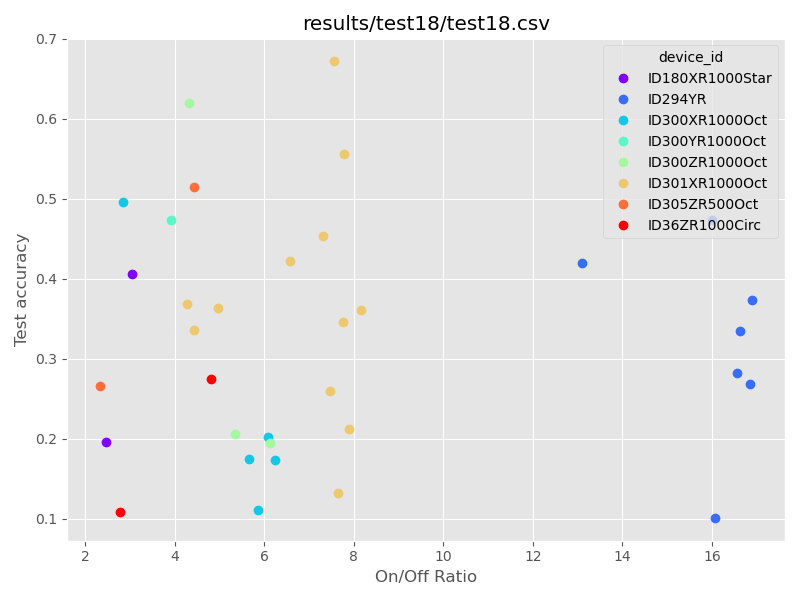 results/test18/test18.csv
device_id
ID180XR1000Star
ID294YR
ID300XR1000Oct
ID300YR1000Oct
ID300ZR1000Oct
ID301XR1000Oct
ID305ZR500Oct
ID36ZR1000Circ
Test accuracy
0.7
0.6
0.5
0.4
0.3
0.2
0.1
2 4 6 8 10 12 14 16
On/Off Ratio